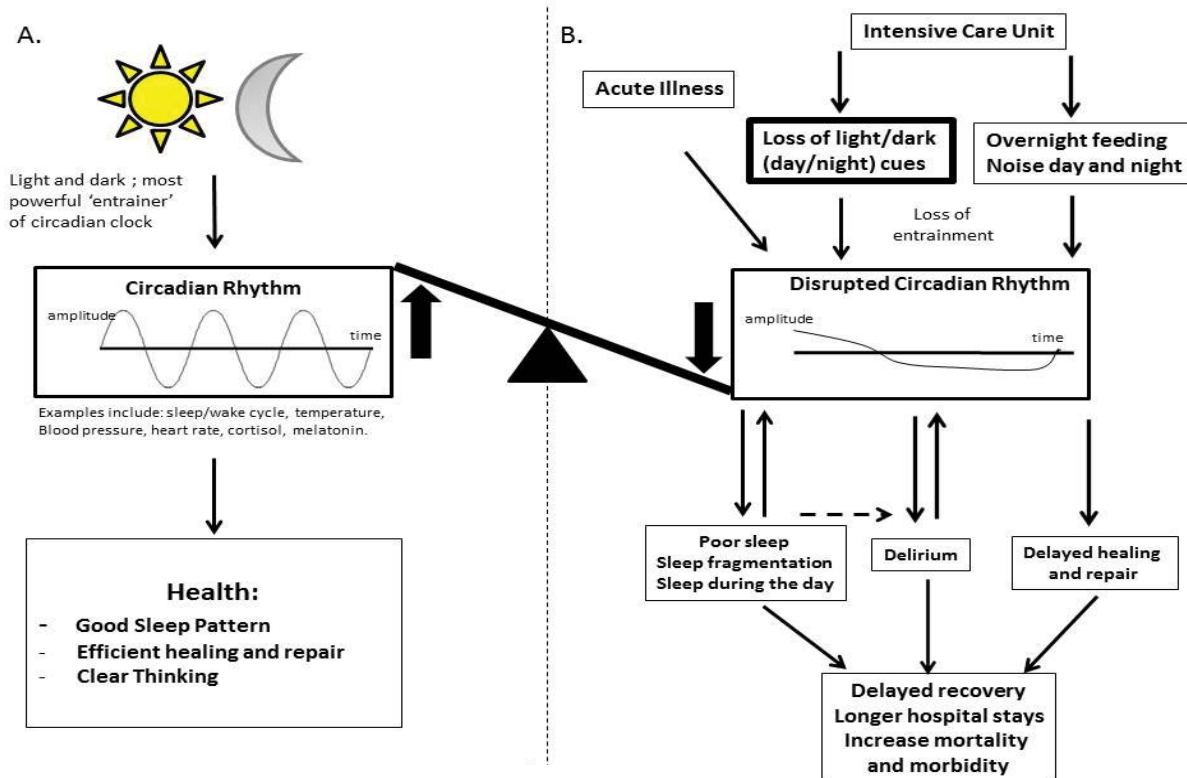 A.
Light and dark ; most
powerful ‘entrainer’
of circadian clock
Circadian Rhythm
amplitude
time
Examples include: sleep/wake cycle, temperature,
Blood pressure, heart rate, cortisol, melatonin.
Health:
- Good Sleep Pattern
- Efficient healing and repair
- Clear Thinking
B.
Intensive Care Unit
Acute Illness
Loss of light/dark
(day/night) cues
Overnight feeding
Noise day and night
Loss of
entrainment
Disrupted Circadian Rhythm
amplitude
time
Poor sleep
Sleep fragmentation
Sleep during the day
Delirium
Delayed healing
and repair
Delayed recovery
Longer hospital stays
Increase mortality
and morbidity